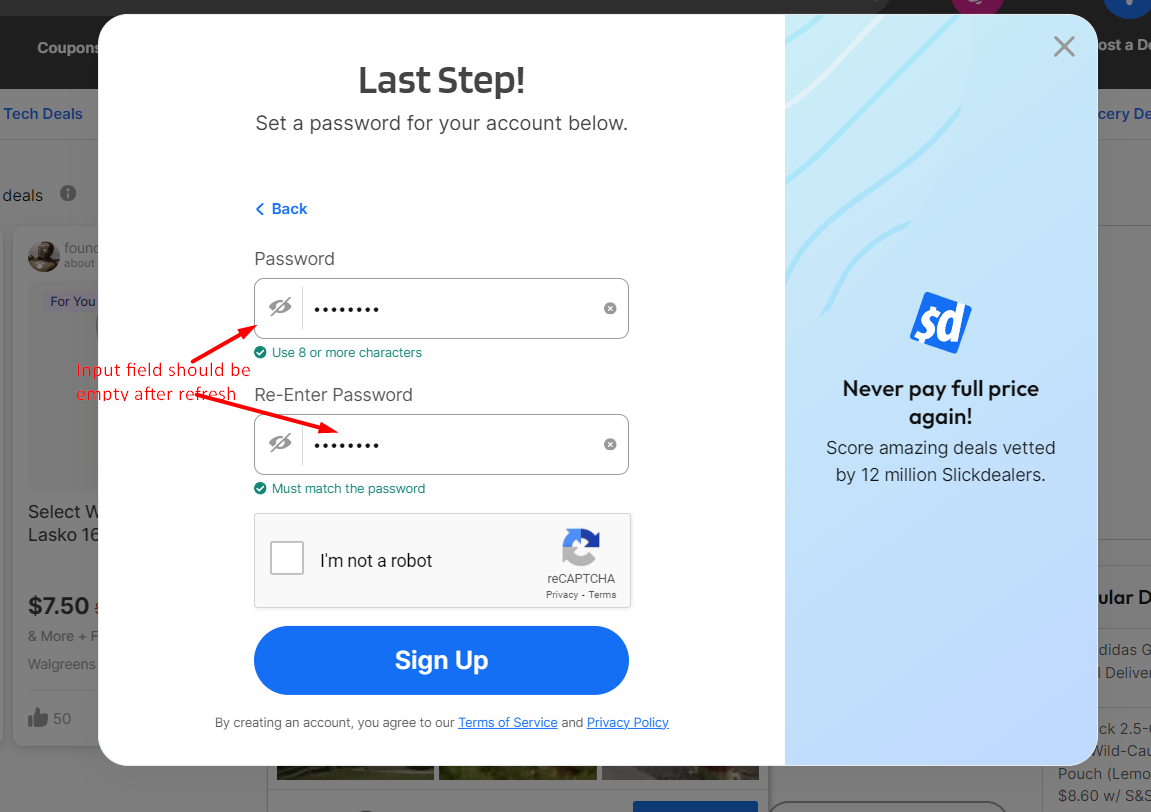 Coupons
ost a De
Tech Deals
cery De
deals
found
about
For You
Select W
Lasko 16
$7.50
& More + F
Walgreens
50
Last Step!
Set a password for your account below.
Back
Password
Use 8 or more characters
Input field should be
empty after refresh
Re-Enter Password
Must match the password
I'm not a robot
reCAPTCHA
Privacy - Terms
Sign Up
By creating an account, you agree to our Terms of Service and Privacy Policy
$d
Never pay full price
again!
Score amazing deals vetted
by 12 million Slickdealers.
ular D
didas G
l Deliver
ck 2.5-
Wild-Cau
Pouch (Lemo
$8.60 w/ S&S